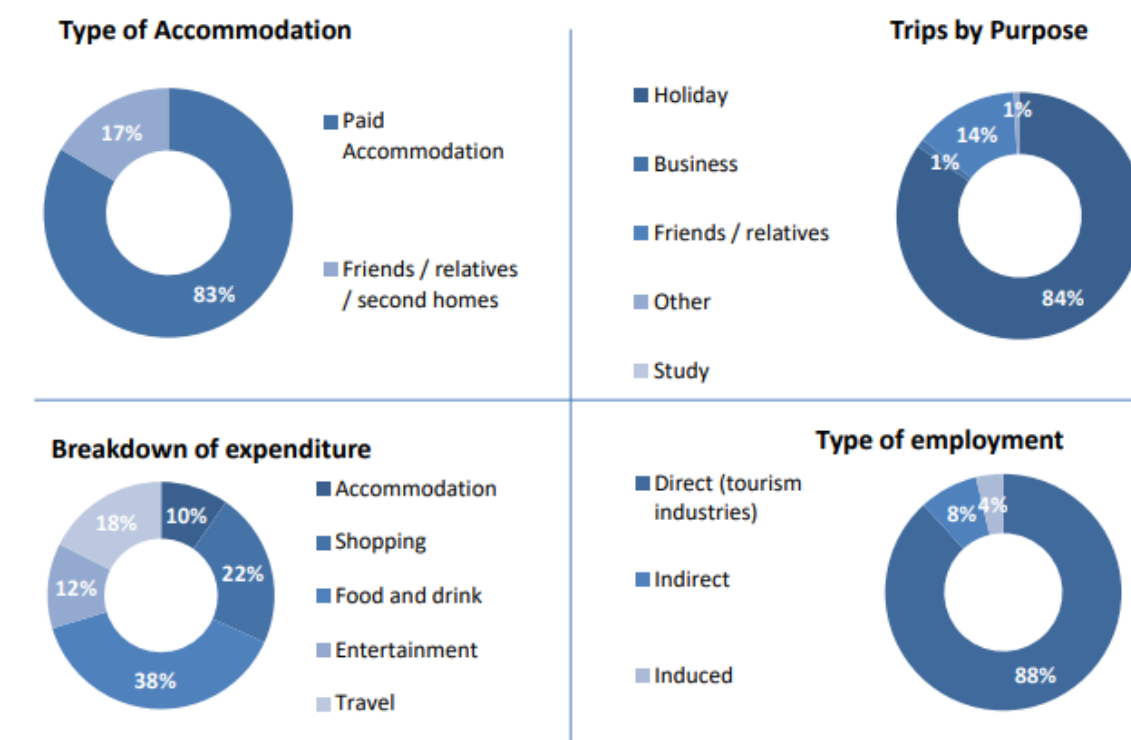 Type of Accommodation
17%
83%
Paid
Accommodation
Friends / relatives
/ second homes
Trips by Purpose
Holiday
Business
Friends / relatives
Other
Study
1%
14%
1%
84%
Breakdown of expenditure
10%
18%
22%
12%
38%
Accommodation
Shopping
Food and drink
Entertainment
Travel
Type of employment
Direct (tourism
industries)
Indirect
Induced
4%
8%
88%